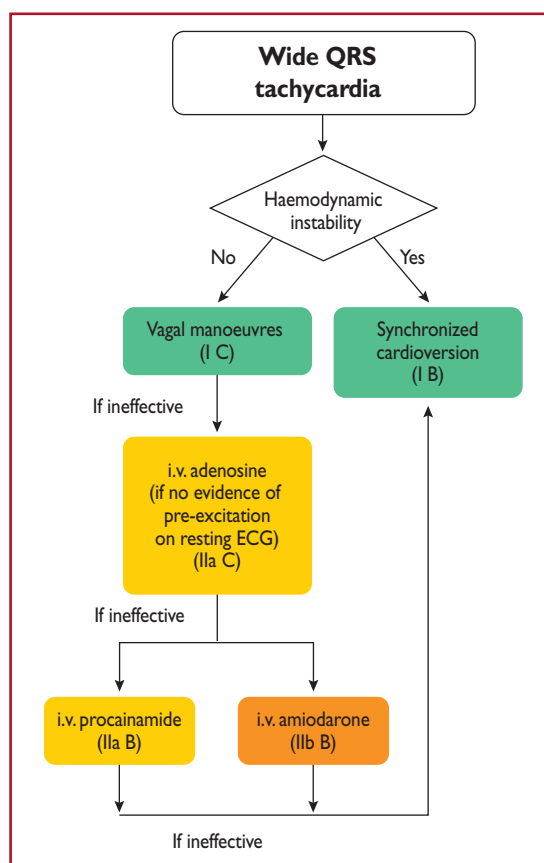 Wide QRS
tachycardia
Haemodynamic
instability
No
Yes
Vagal manoeuvres
(I C)
Synchronized
cardioversion
(I B)
If ineffective
i.v. adenosine
(if no evidence of
pre-excitation
on resting ECG)
(IIa C)
If ineffective
i.v. procainamide
(IIa B)
i.v. amiodarone
(IIb B)
If ineffective